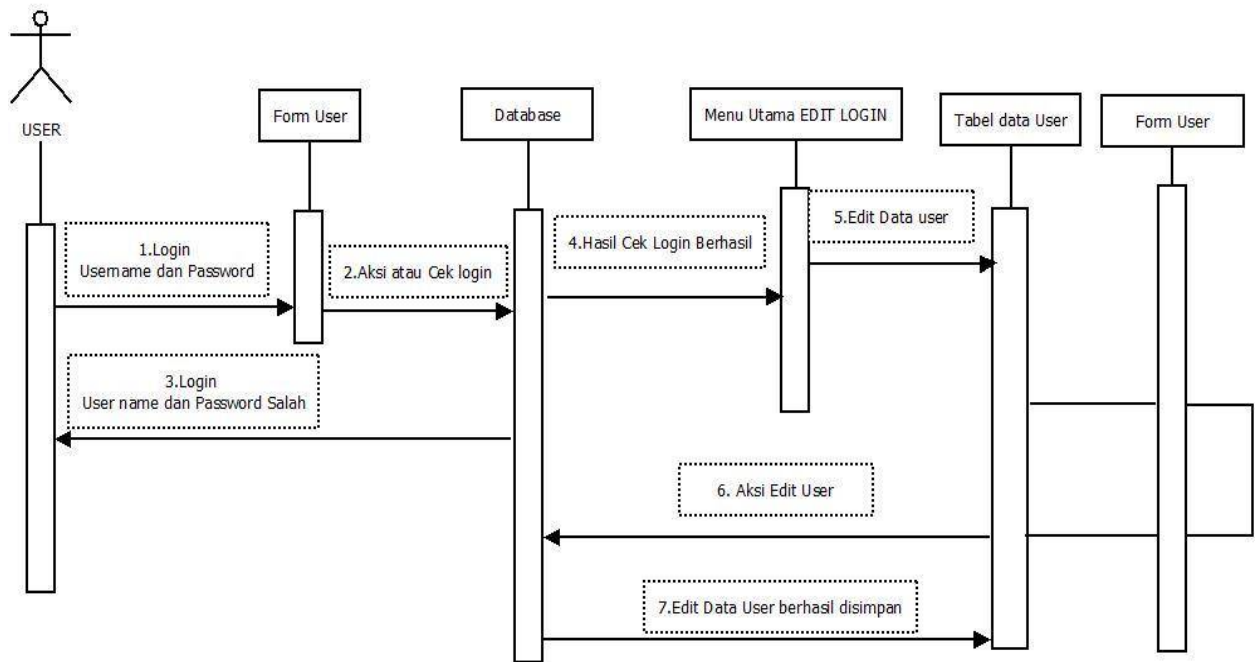 USER
Form User
Database
Menu Utama EDIT LOGIN
Tabel data User
Form User
1.Login
Username dan Password
2.Aksi atau Cek login
3.Login
User name dan Password Salah
4.Hasil Cek Login Berhasil
5.Edit Data user
6. Aksi Edit User
7.Edit Data User berhasil disimpan